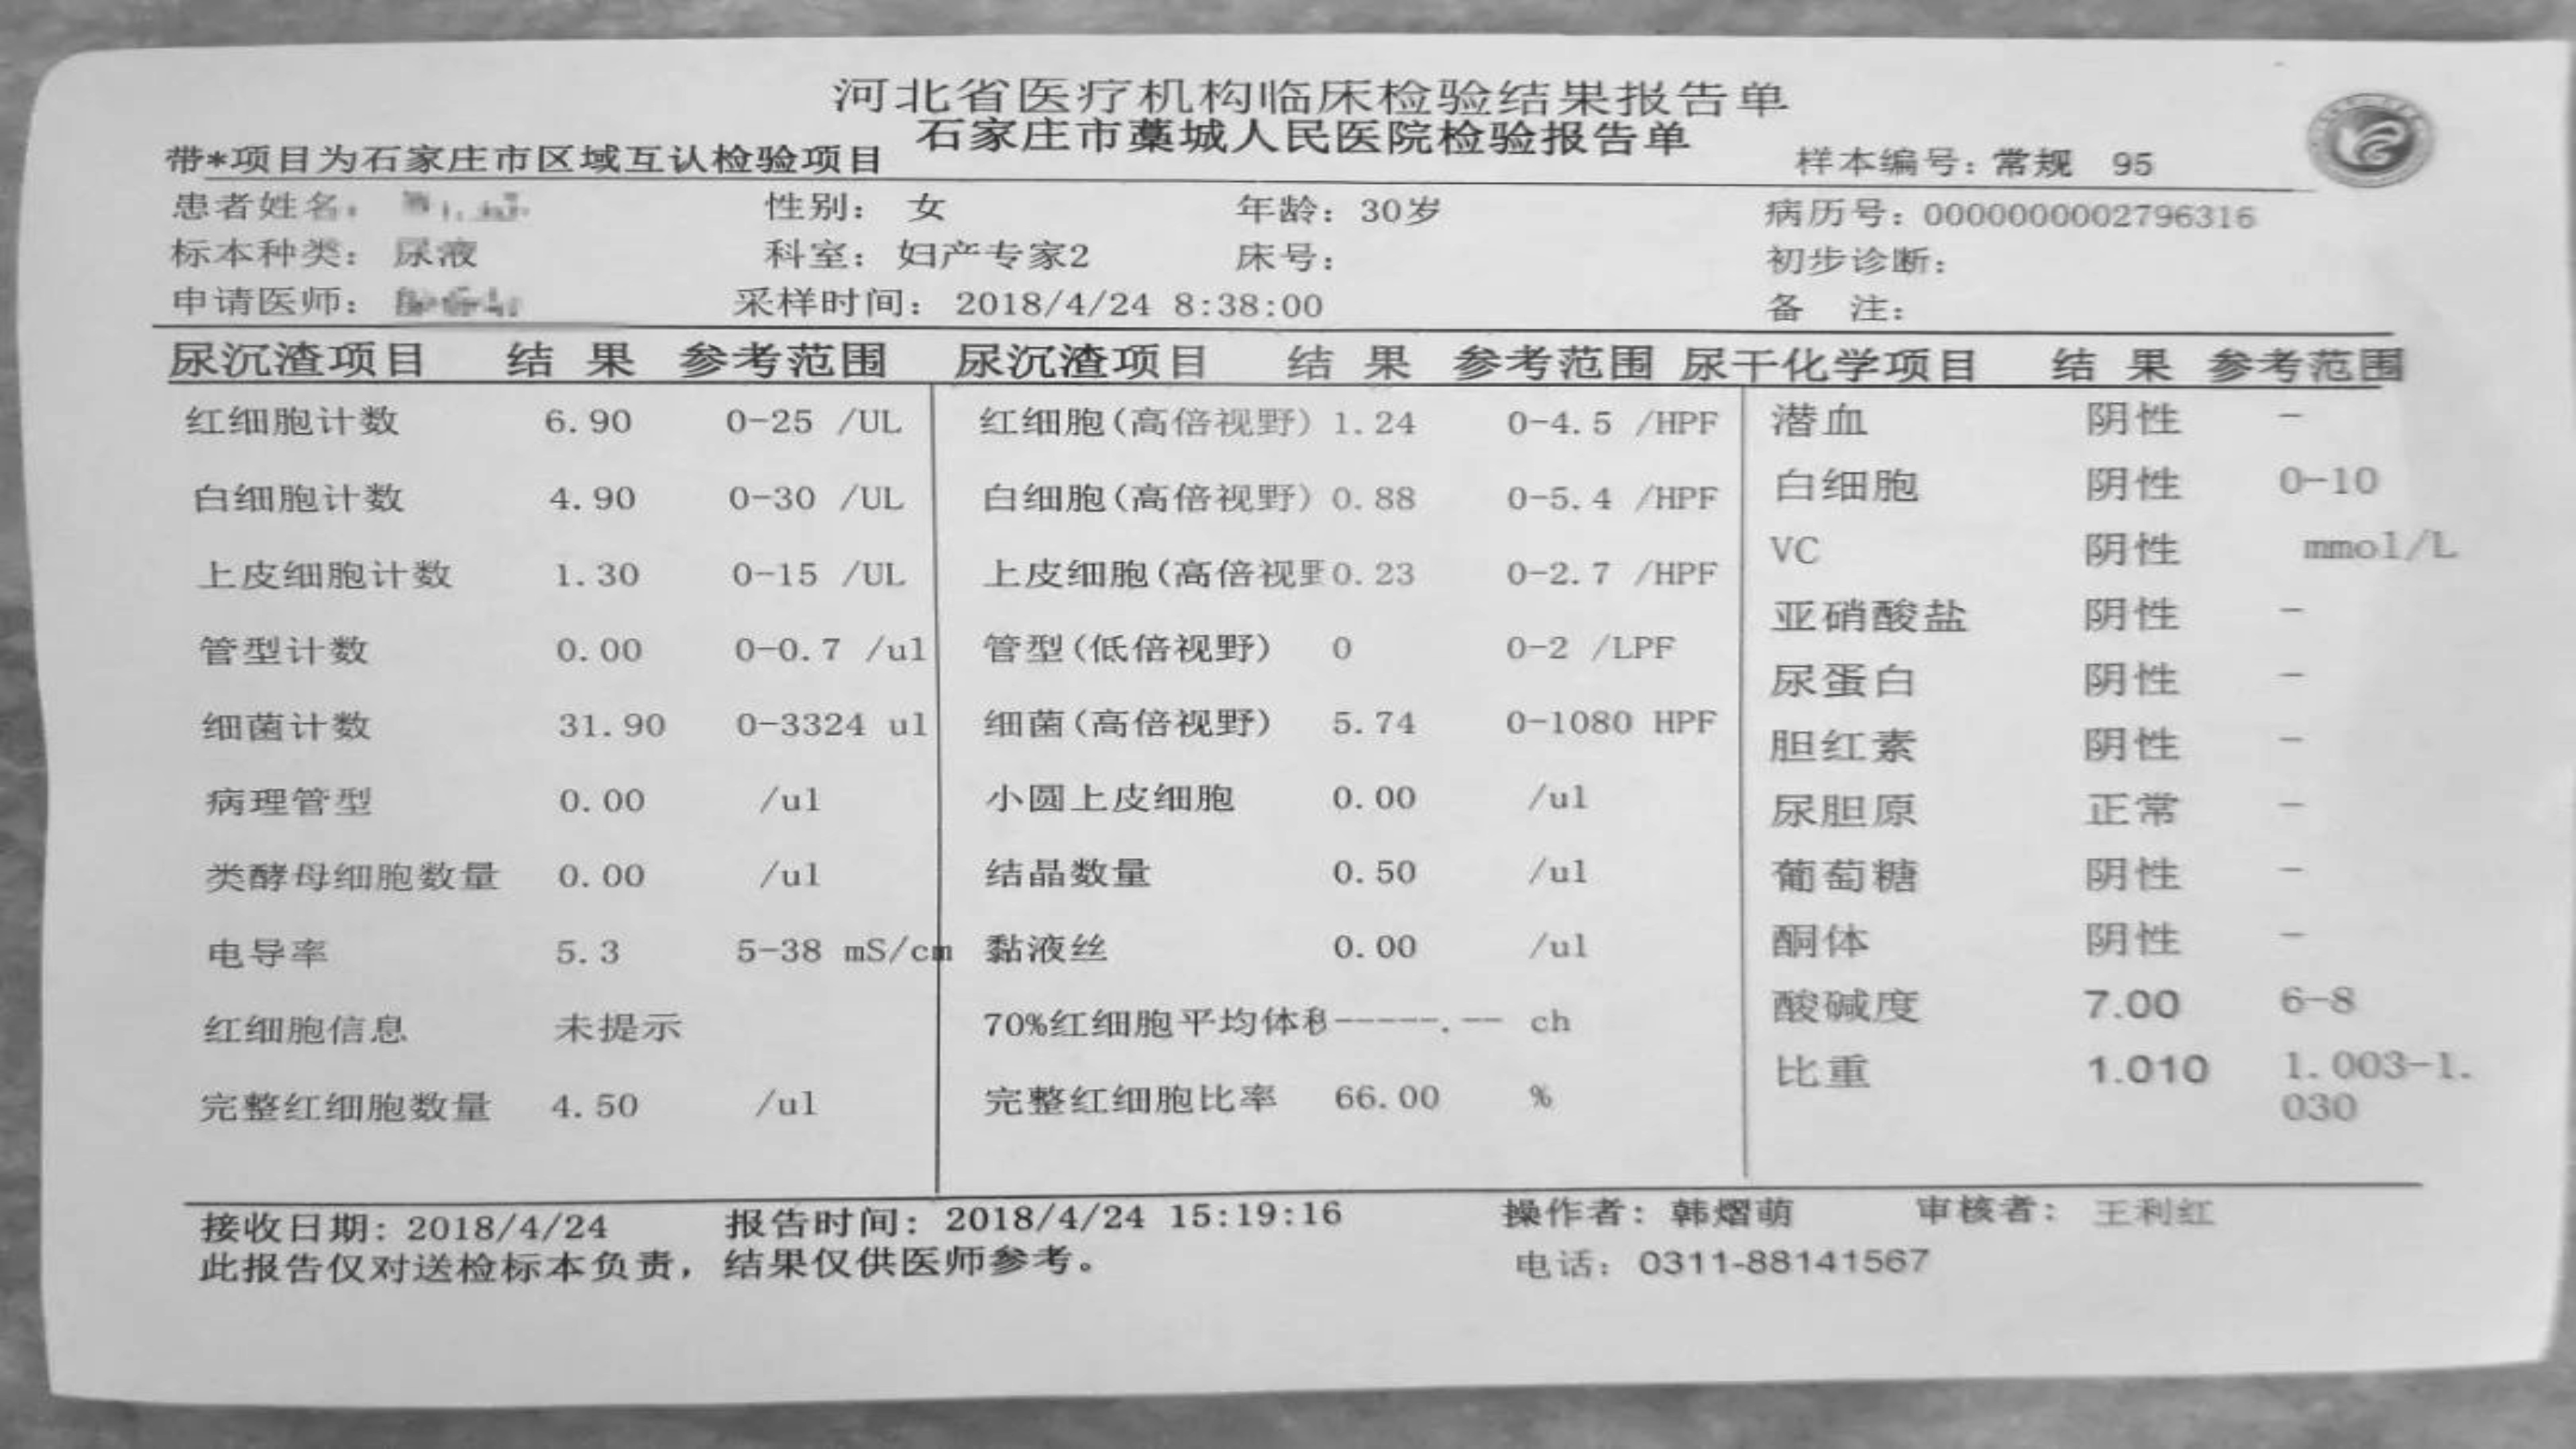 河北省医疗机构临床检验结果报告单
石家庄市藁城人民医院检验报告单
带*项目为石家庄市区域互认检验项目 样本编号：常规 95
患者姓名： 性别： 女 年龄：30岁 病历号：0000000002796316
标本种类： 尿液 科室： 妇产专家2 床号： 初步诊断：
申请医师： 采样时间： 2018/4/24 8:38:00 备 注：
尿沉渣项目 结 果 参考范围 尿沉渣项目 结 果 参考范围 尿干化学项目 结 果 参考范围
红细胞计数 6.90 0-25 /UL 红细胞(高倍视野) 1.24 0-4.5 /HPF 潜血 阴性 -
白细胞计数 4.90 0-30 /UL 白细胞(高倍视野) 0.88 0-5.4 /HPF 白细胞 阴性 0-10
上皮细胞计数 1.30 0-15 /UL 上皮细胞(高倍视野 0.23 0-2.7 /HPF VC 阴性 mmol/L
管型计数 0.00 0-0.7 /ul 管型(低倍视野) 0 0-2 /LPF 亚硝酸盐 阴性 -
细菌计数 31.90 0-3324 ul 细菌(高倍视野) 5.74 0-1080 HPF 尿蛋白 阴性 -
胆红素 阴性 -
病理管型 0.00 /ul 小圆上皮细胞 0.00 /ul 尿胆原 正常 -
类酵母细胞数量 0.00 /ul 结晶数量 0.50 /ul 葡萄糖 阴性 -
电导率 5.3 5-38 mS/cm 黏液丝 0.00 /ul 酮体 阴性 -
红细胞信息 未提示 70%红细胞平均体积 -----.-- ch 酸碱度 7.00 6-8
完整红细胞数量 4.50 /ul 完整红细胞比率 66.00 % 比重 1.010 1.003-1.
030
接收日期：2018/4/24 报告时间：2018/4/24 15:19:16 操作者：韩熠萌 审核者： 王利红
此报告仅对送检标本负责，结果仅供医师参考。 电话：0311-88141567